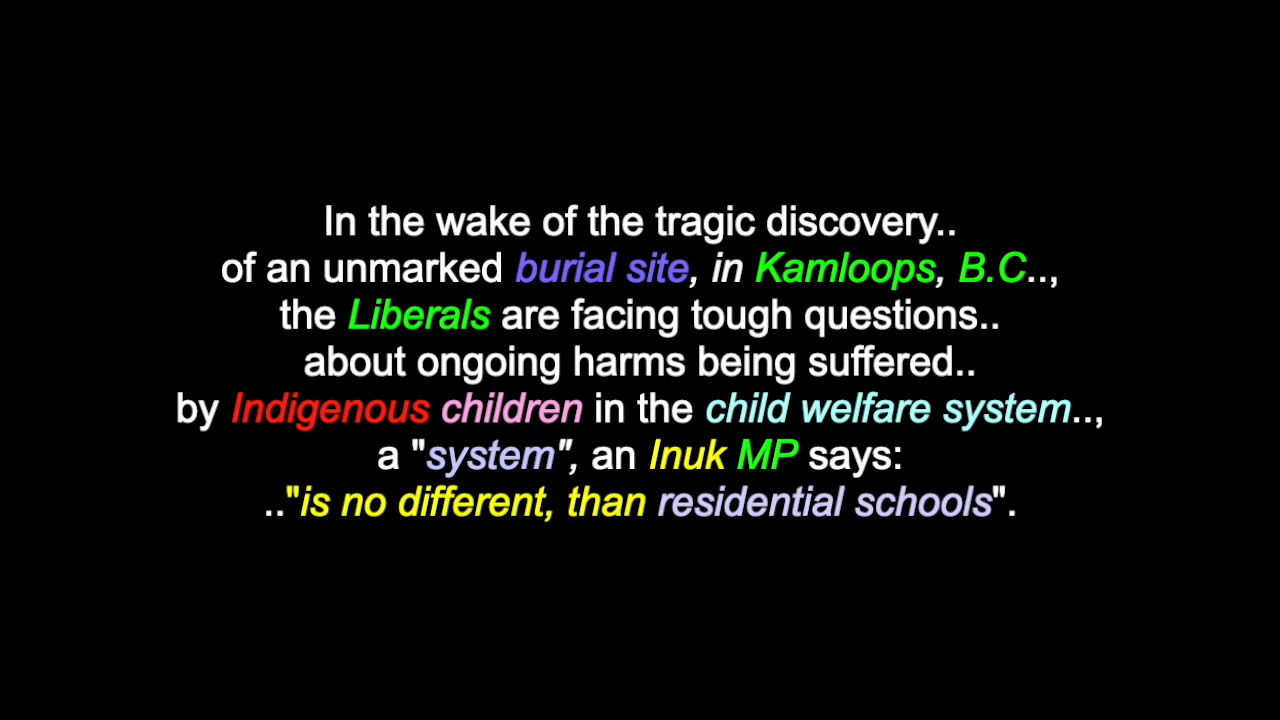 In the wake of the tragic discovery..
of an unmarked burial site, in Kamloops, B.C..,
the Liberals are facing tough questions..
about ongoing harms being suffered..
by Indigenous children in the child welfare system..,
a "system", an Inuk MP says:
.."is no different, than residential schools".